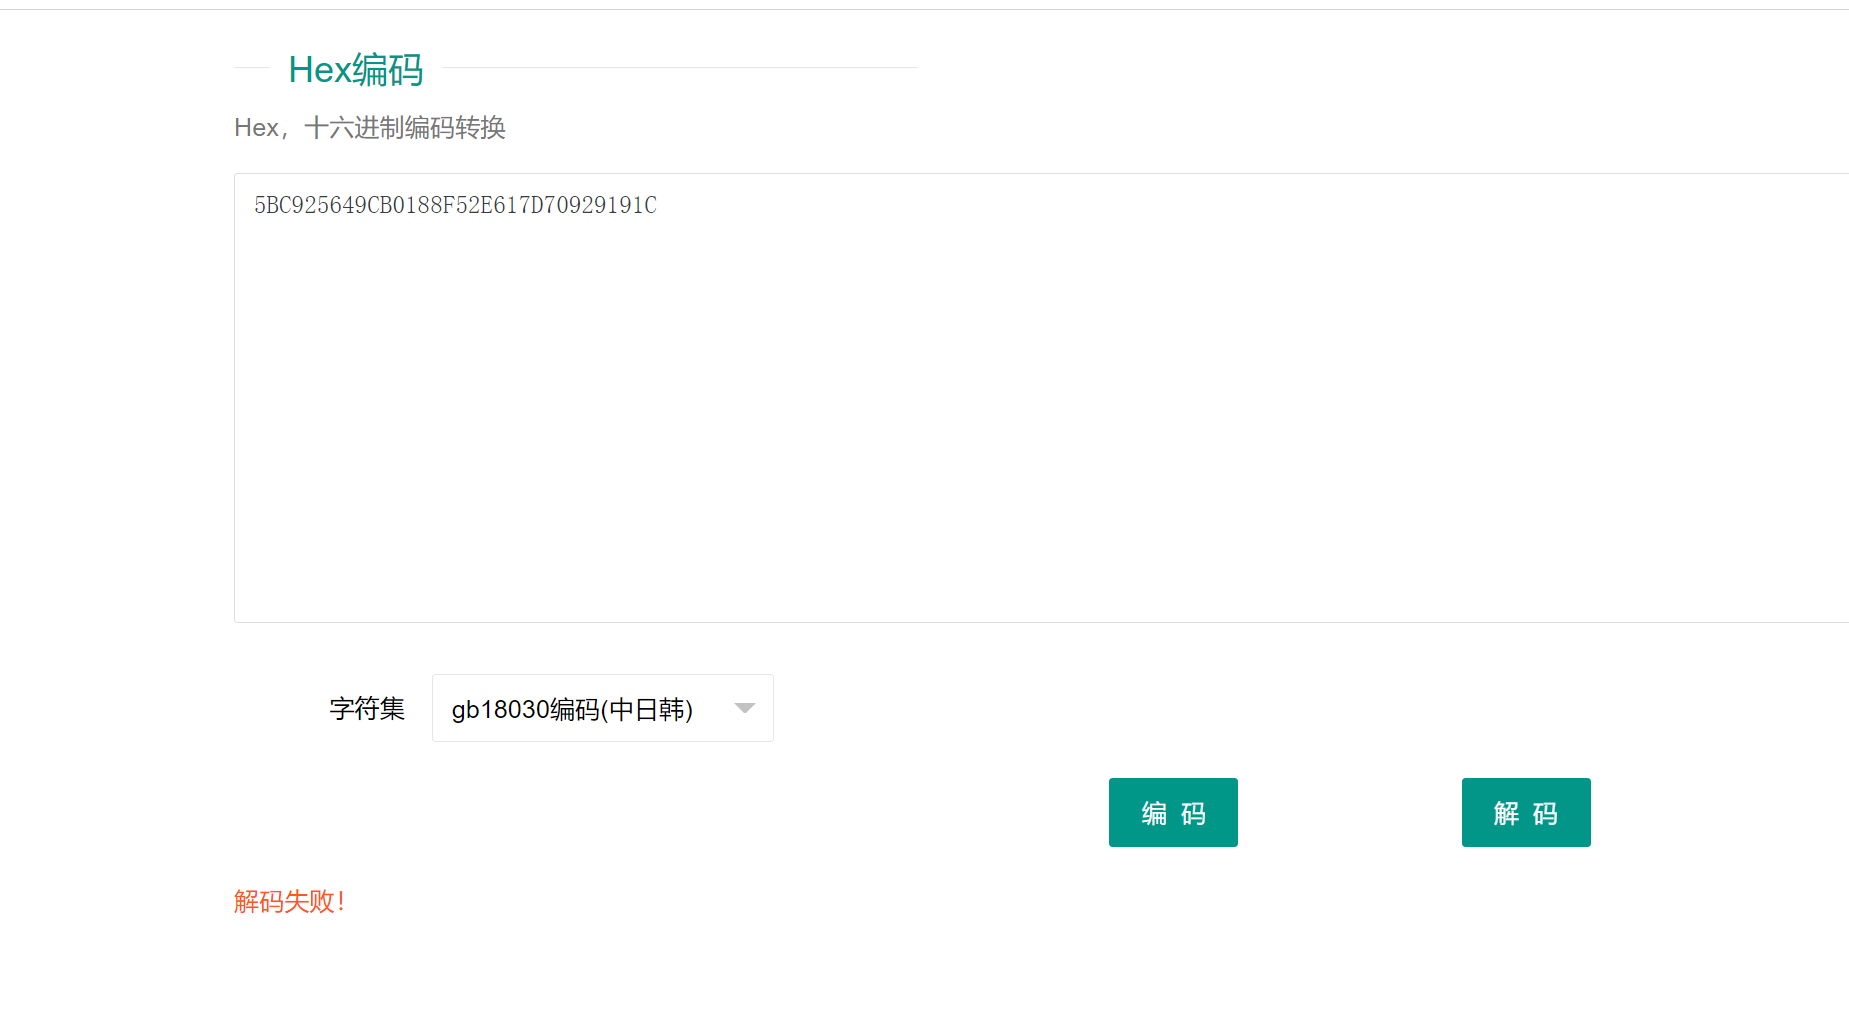 Hex编码
Hex，十六进制编码转换
5BC925649CB0188F52E617D70929191C
字符集 gb18030编码(中日韩)
编 码 解 码
解码失败！